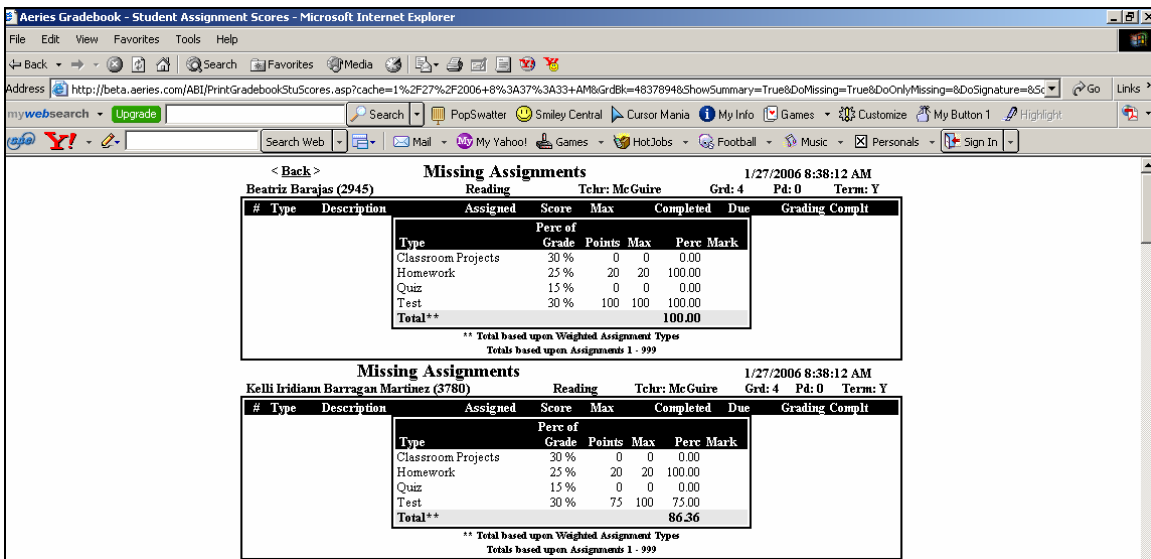 Aeries Gradebook - Student Assignment Scores - Microsoft Internet Explorer
File Edit View Favorites Tools Help
Back Search Favorites Media
Address http://beta.aeries.com/ABI/PrintGradebookStuScores.asp?cache=1%2F27%2F2006+8%3A37%3A33+AM&GrdBk=4837894&ShowSummary=True&DoMissing=True&DoOnlyMissing=&DoSignature=&Sc Go Links »
mywebsearch Upgrade Search PopSwatter Smiley Central Cursor Mania My Info Games Customize My Button 1 Highlight
Y! Search Web Mail My Yahoo! Games HotJobs Football Music Personals Sign In
< Back > Missing Assignments 1/27/2006 8:38:12 AM
Beatriz Barajas (2945) Reading Tchr: McGuire Grd: 4 Pd: 0 Term: Y
# Type Description Assigned Score Max Completed Due Grading Complt
Perc of
Type Grade Points Max Perc Mark
Classroom Projects 30 % 0 0 0.00
Homework 25 % 20 20 100.00
Quiz 15 % 0 0 0.00
Test 30 % 100 100 100.00
Total** 100.00
** Total based upon Weighted Assignment Types
Totals based upon Assignments 1 - 999
Missing Assignments 1/27/2006 8:38:12 AM
Kelli Iridiann Barragan Martinez (3780) Reading Tchr: McGuire Grd: 4 Pd: 0 Term: Y
# Type Description Assigned Score Max Completed Due Grading Complt
Perc of
Type Grade Points Max Perc Mark
Classroom Projects 30 % 0 0 0.00
Homework 25 % 20 20 100.00
Quiz 15 % 0 0 0.00
Test 30 % 75 100 75.00
Total** 86.36
** Total based upon Weighted Assignment Types
Totals based upon Assignments 1 - 999